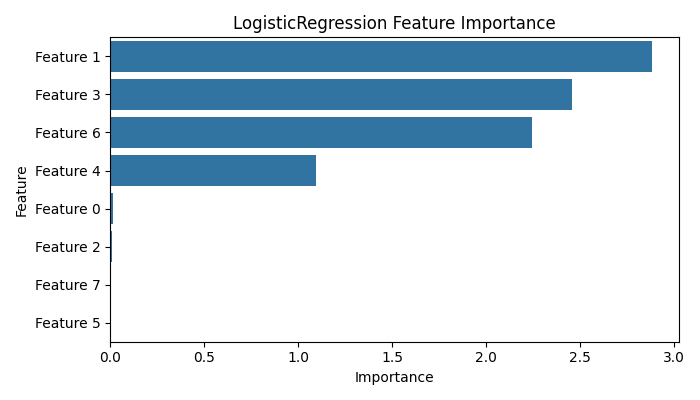 LogisticRegression Feature Importance
Feature 1
Feature 3
Feature 6
Feature 4
Feature 0
Feature 2
Feature 7
Feature 5
Feature
0.0 0.5 1.0 1.5 2.0 2.5 3.0
Importance